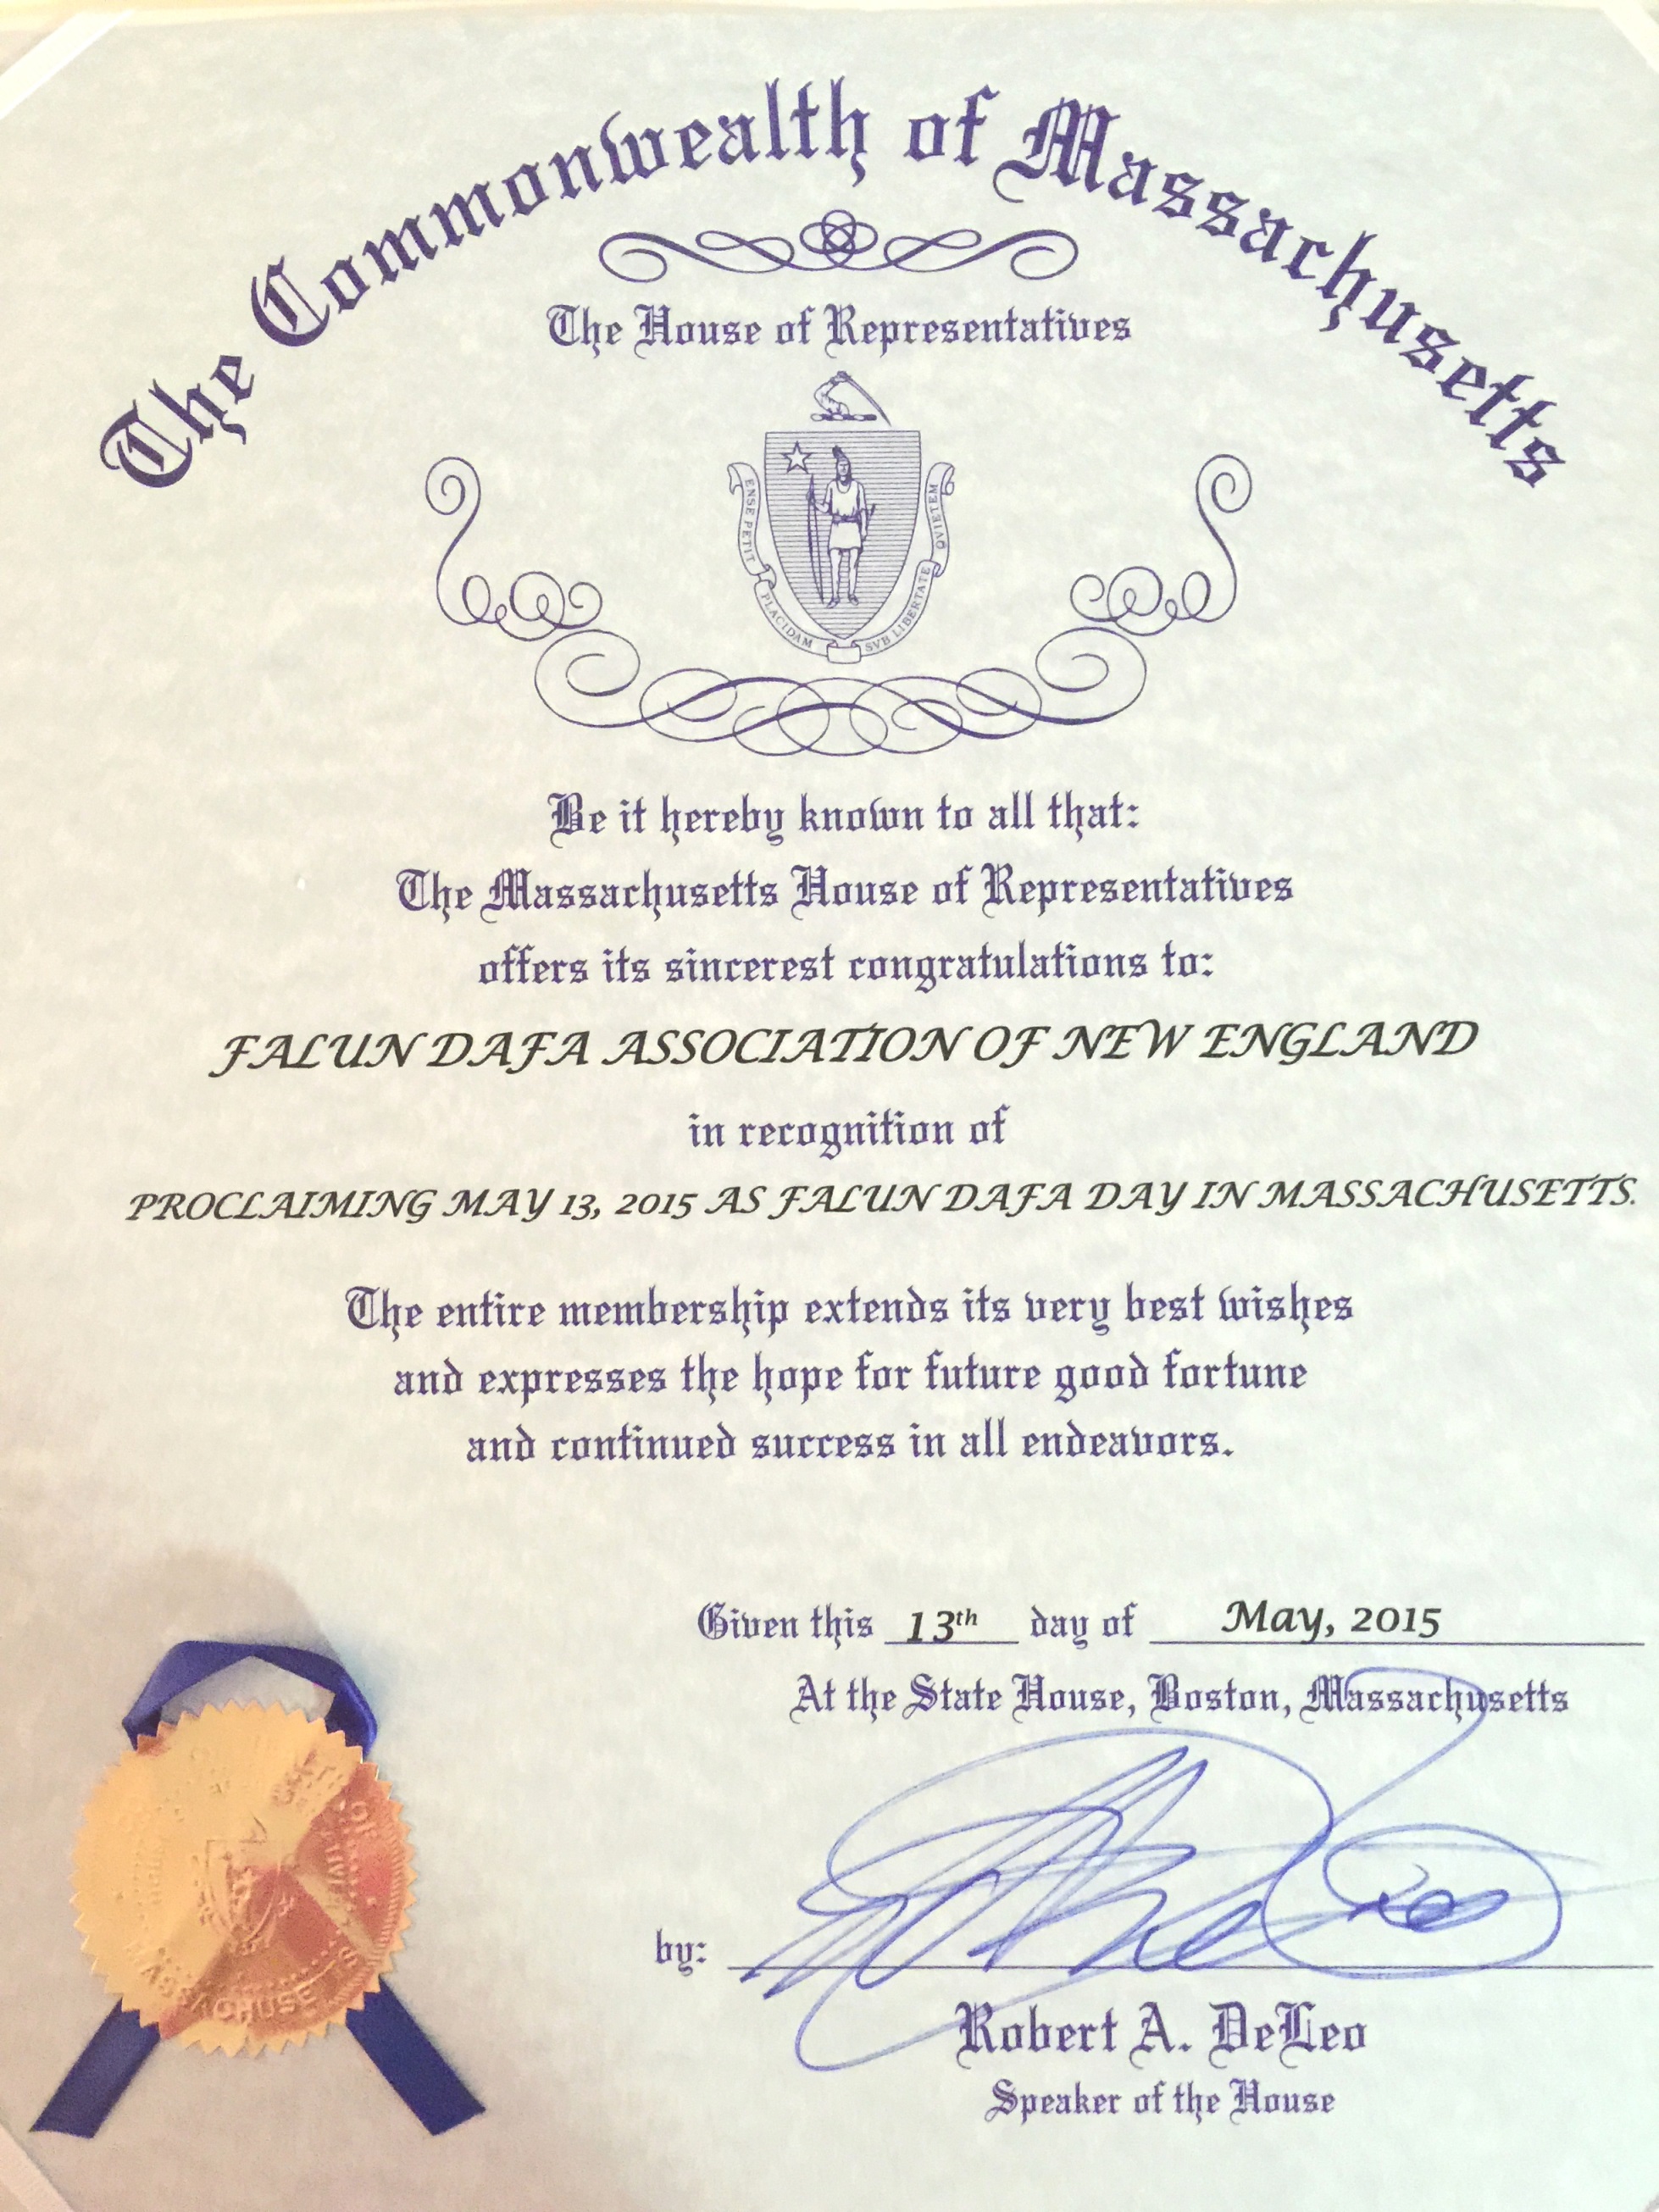 The Commonwealth of Massachusetts
The House of Representatives
ENSE PETIT PLACIDAM SVB LIBERTATE QVIETEM
Be it hereby known to all that:
The Massachusetts House of Representatives
offers its sincerest congratulations to:
FALUN DAFA ASSOCIATION OF NEW ENGLAND
in recognition of
PROCLAIMING MAY 13, 2015 AS FALUN DAFA DAY IN MASSACHUSETTS.
The entire membership extends its very best wishes
and expresses the hope for future good fortune
and continued success in all endeavors.
Given this 13th day of May, 2015
At the State House, Boston, Massachusetts
by:
Robert A. DeLeo
Speaker of the House